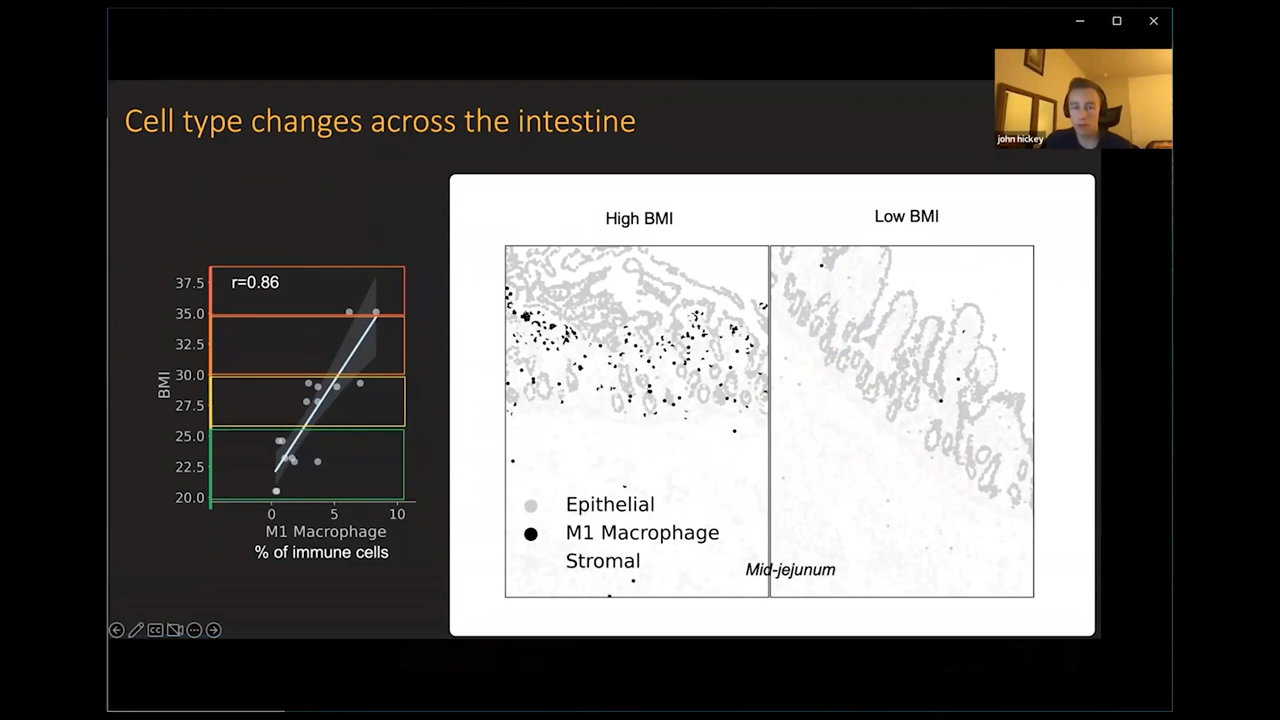 john hickey
Cell type changes across the intestine
r=0.86
37.5
35.0
32.5
30.0
27.5
25.0
22.5
20.0
BMI
0 5 10
M1 Macrophage
% of immune cells
High BMI
Low BMI
Epithelial
M1 Macrophage
Stromal
Mid-jejunum
CC